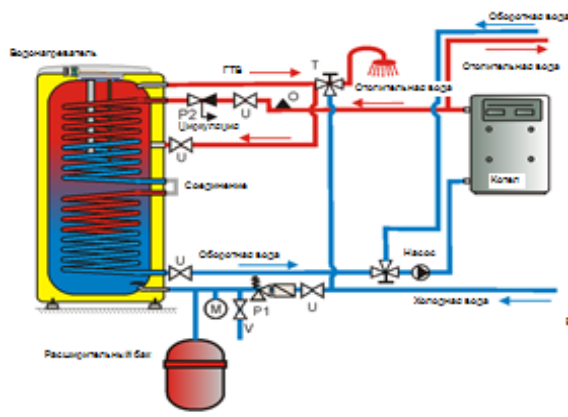 Оборотная вода
Водонагреватель
ГТВ
T
Отопительная вода
Отопительная вода
P2
U
O
Циркуляция
U
Котел
Соединение
U
Оборотная вода
Насос
M
V
P1
U
Холодная вода
Расширительный бак